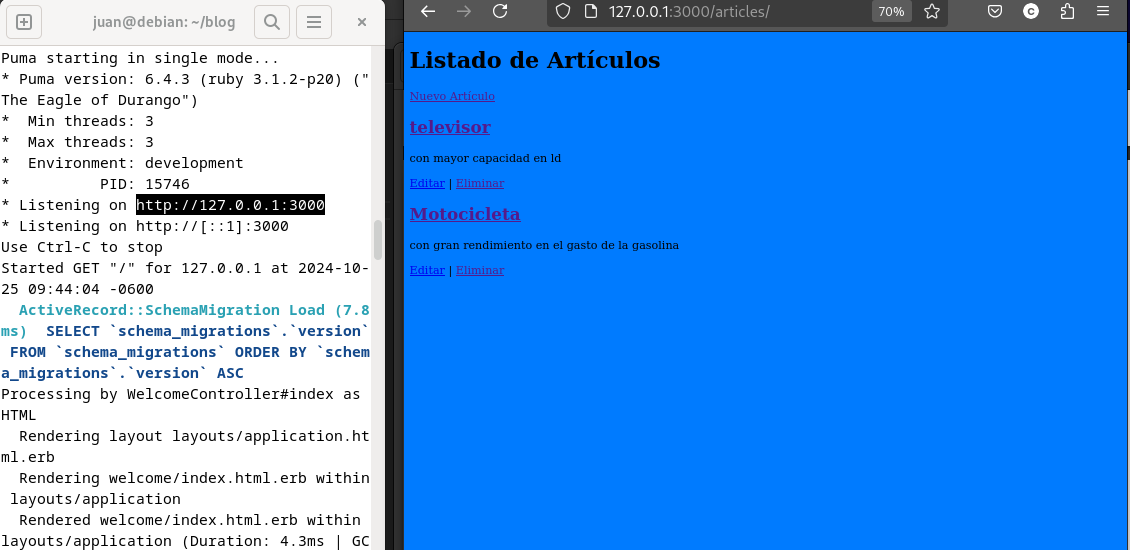 juan@debian: ~/blog
Puma starting in single mode...
* Puma version: 6.4.3 (ruby 3.1.2-p20) ("
The Eagle of Durango")
*  Min threads: 3
*  Max threads: 3
*  Environment: development
*          PID: 15746
* Listening on http://127.0.0.1:3000
* Listening on http://[::1]:3000
Use Ctrl-C to stop
Started GET "/" for 127.0.0.1 at 2024-10-
25 09:44:04 -0600
  ActiveRecord::SchemaMigration Load (7.8
ms)  SELECT `schema_migrations`.`version`
 FROM `schema_migrations` ORDER BY `schem
a_migrations`.`version` ASC
Processing by WelcomeController#index as
HTML
  Rendering layout layouts/application.ht
ml.erb
  Rendering welcome/index.html.erb within
 layouts/application
  Rendered welcome/index.html.erb within
layouts/application (Duration: 4.3ms | GC
127.0.0.1:3000/articles/
70%
C
Listado de Artículos
Nuevo Articulo
televisor
con mayor capacidad en ld
Editar | Eliminar
Motocicleta
con gran rendimiento en el gasto de la gasolina
Editar | Eliminar